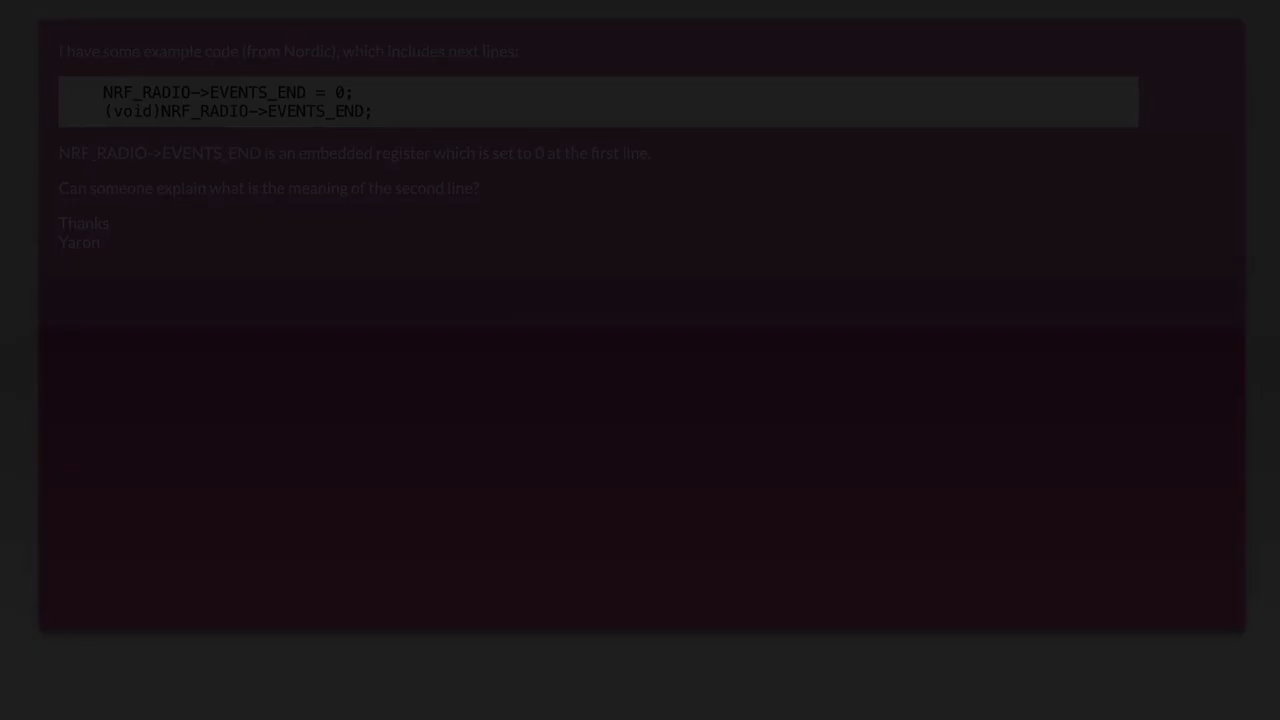 I have some example code (from Nordic), which includes next lines:
NRF_RADIO->EVENTS_END = 0;
(void)NRF_RADIO->EVENTS_END;
NRF_RADIO->EVENTS_END is an embedded register which is set to 0 at the first line.
Can someone explain what is the meaning of the second line?
Thanks
Yaron